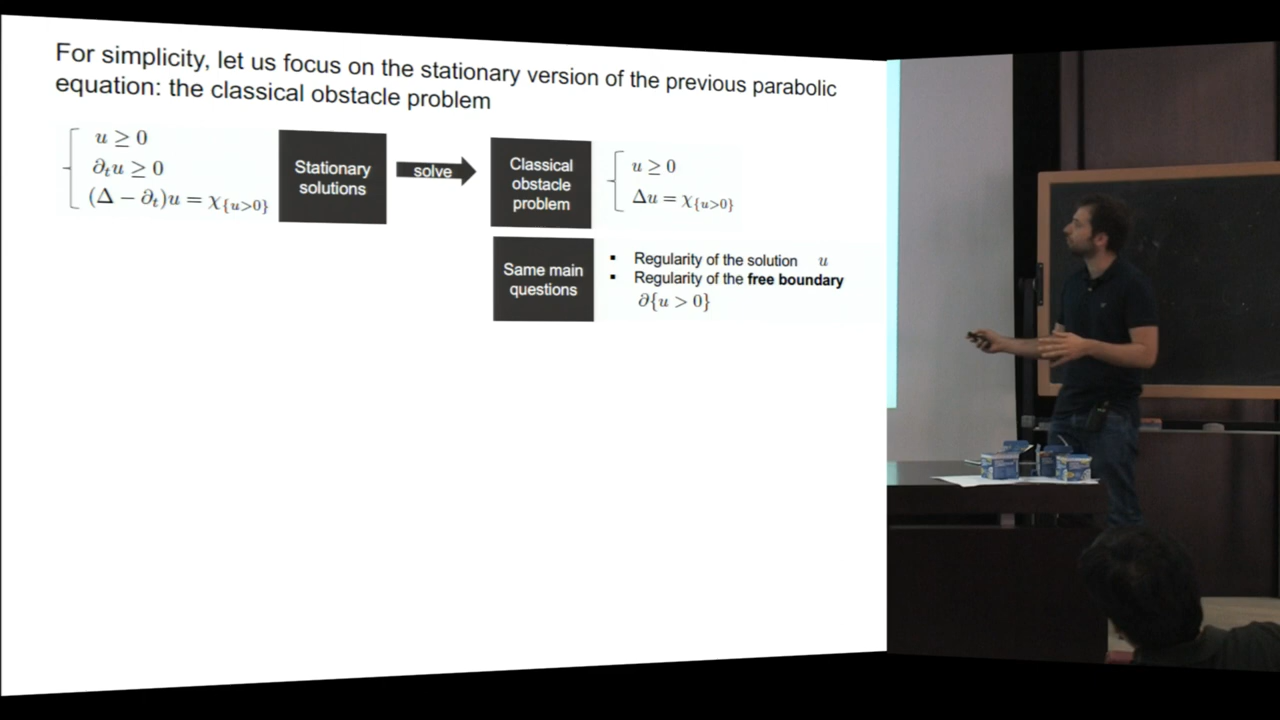 For simplicity, let us focus on the stationary version of the previous parabolic
equation: the classical obstacle problem
u ≥ 0
∂ₜu ≥ 0
(Δ − ∂ₜ)u = χ{u>0}
Stationary
solutions
solve
Classical
obstacle
problem
u ≥ 0
Δu = χ{u>0}
Same main
questions
▪ Regularity of the solution u
▪ Regularity of the free boundary
∂{u > 0}